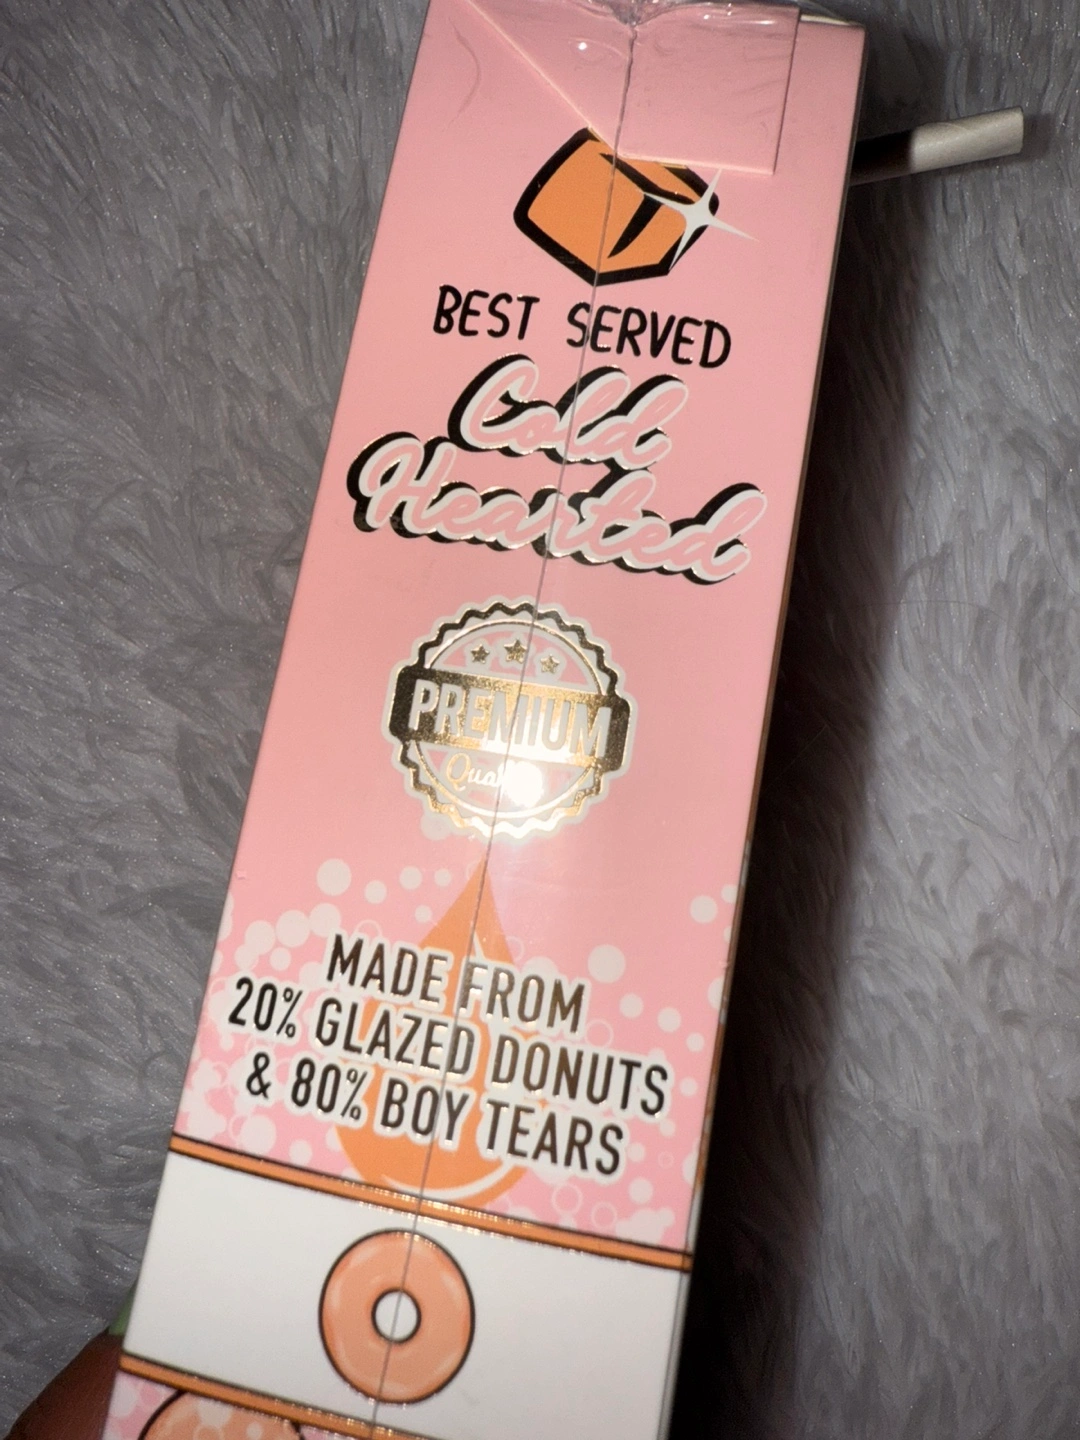 BEST SERVED
Cold
Hearted
PREMIUM
MADE FROM
20% GLAZED DONUTS
& 80% BOY TEARS